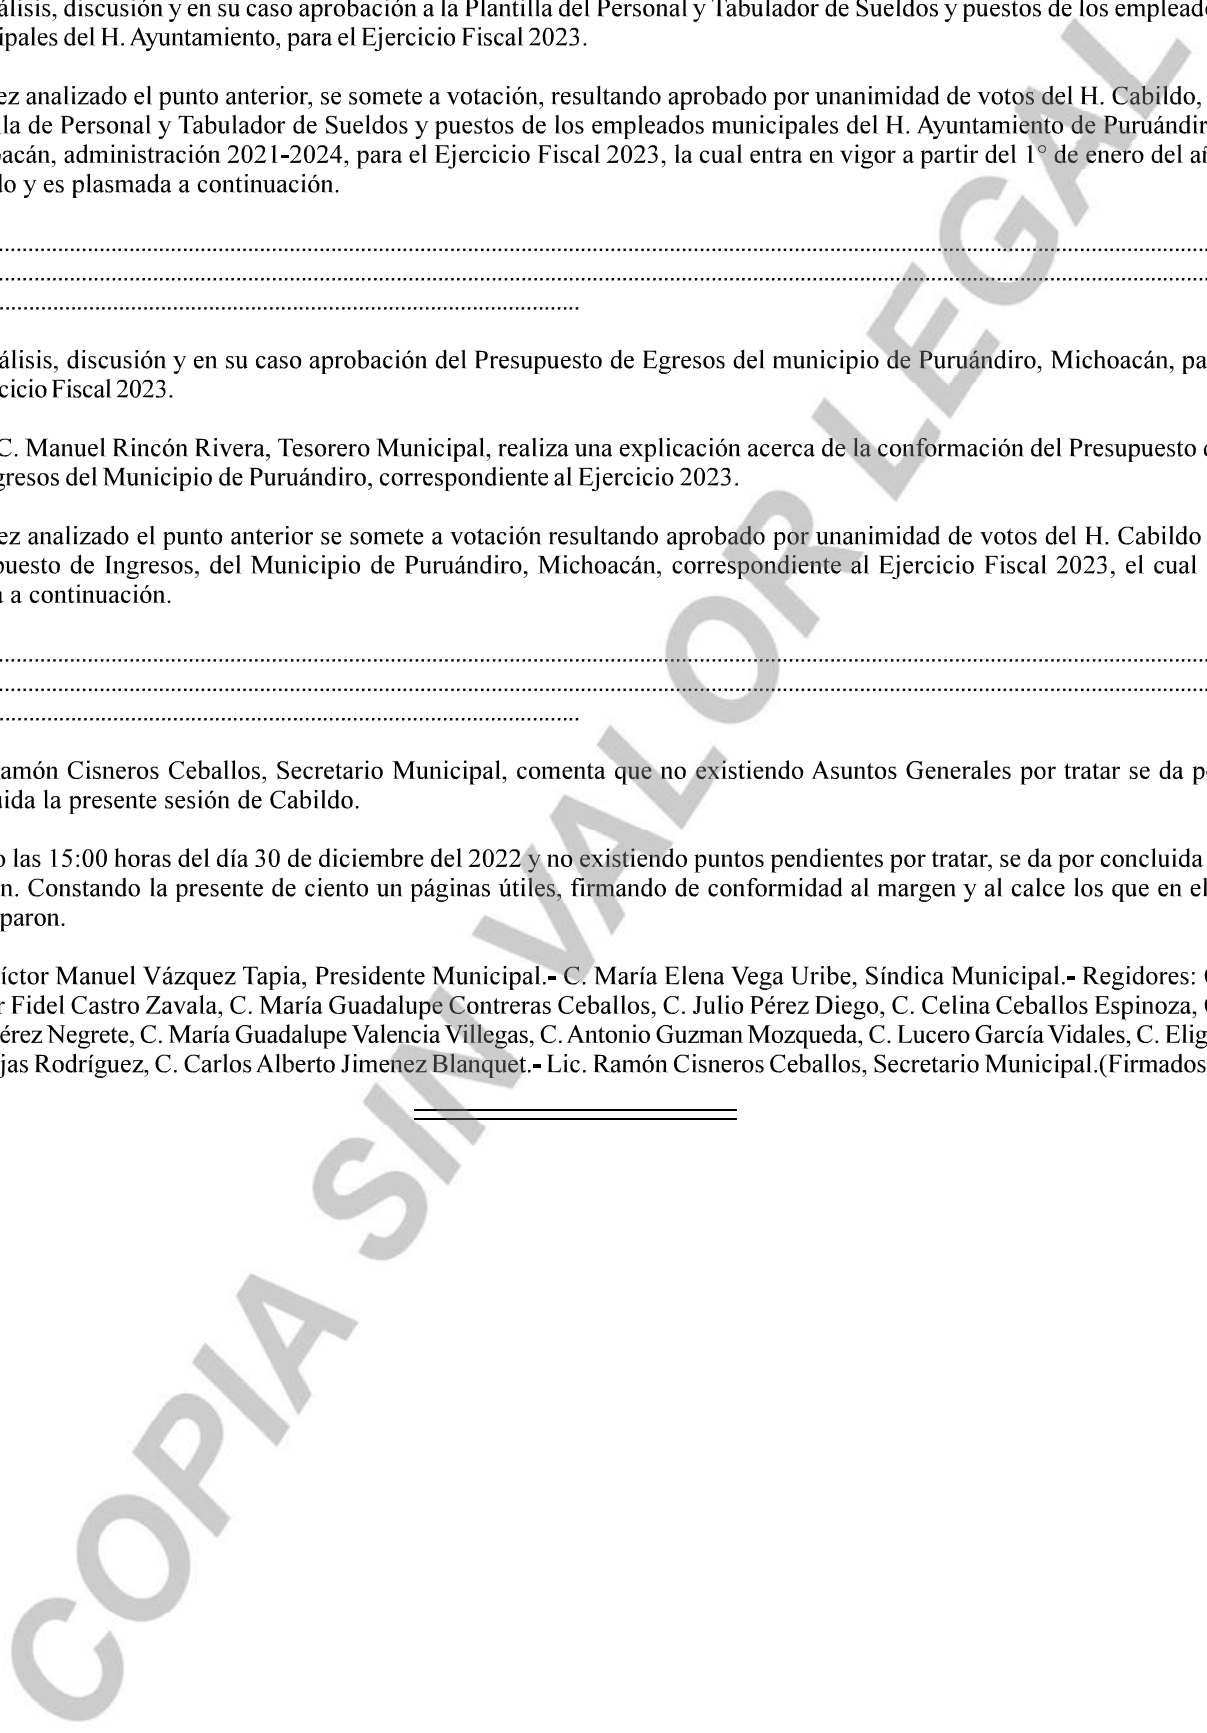 álisis, discusión y en su caso aprobación a la Plantilla del Personal y Tabulador de Sueldos y puestos de los emplead
ipales del H. Ayuntamiento, para el Ejercicio Fiscal 2023.
ez analizado el punto anterior, se somete a votación, resultando aprobado por unanimidad de votos del H. Cabildo,
la de Personal y Tabulador de Sueldos y puestos de los empleados municipales del H. Ayuntamiento de Puruándir
acán, administración 2021-2024, para el Ejercicio Fiscal 2023, la cual entra en vigor a partir del 1° de enero del añ
o y es plasmada a continuación.
................................................................................
................................................................................
................................................................................
álisis, discusión y en su caso aprobación del Presupuesto de Egresos del municipio de Puruándiro, Michoacán, pa
cicio Fiscal 2023.
C. Manuel Rincón Rivera, Tesorero Municipal, realiza una explicación acerca de la conformación del Presupuesto
gresos del Municipio de Puruándiro, correspondiente al Ejercicio 2023.
ez analizado el punto anterior se somete a votación resultando aprobado por unanimidad de votos del H. Cabildo
puesto de Ingresos, del Municipio de Puruándiro, Michoacán, correspondiente al Ejercicio Fiscal 2023, el cual
a a continuación.
................................................................................
................................................................................
................................................................................
amón Cisneros Ceballos, Secretario Municipal, comenta que no existiendo Asuntos Generales por tratar se da p
uida la presente sesión de Cabildo.
o las 15:00 horas del día 30 de diciembre del 2022 y no existiendo puntos pendientes por tratar, se da por concluida
n. Constando la presente de ciento un páginas útiles, firmando de conformidad al margen y al calce los que en el
paron.
íctor Manuel Vázquez Tapia, Presidente Municipal.- C. María Elena Vega Uribe, Síndica Municipal.- Regidores: C
r Fidel Castro Zavala, C. María Guadalupe Contreras Ceballos, C. Julio Pérez Diego, C. Celina Ceballos Espinoza, C
érez Negrete, C. María Guadalupe Valencia Villegas, C. Antonio Guzman Mozqueda, C. Lucero García Vidales, C. Elig
jas Rodríguez, C. Carlos Alberto Jimenez Blanquet.- Lic. Ramón Cisneros Ceballos, Secretario Municipal.(Firmados
COPIA SIN VALOR LEGAL